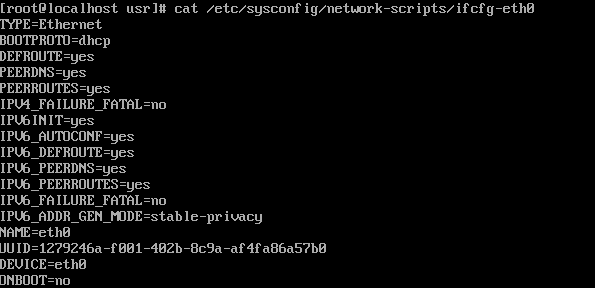 [root@localhost usr]# cat /etc/sysconfig/network-scripts/ifcfg-eth0
TYPE=Ethernet
BOOTPROTO=dhcp
DEFROUTE=yes
PEERDNS=yes
PEERROUTES=yes
IPV4_FAILURE_FATAL=no
IPV6INIT=yes
IPV6_AUTOCONF=yes
IPV6_DEFROUTE=yes
IPV6_PEERDNS=yes
IPV6_PEERROUTES=yes
IPV6_FAILURE_FATAL=no
IPV6_ADDR_GEN_MODE=stable-privacy
NAME=eth0
UUID=1279246a-f001-402b-8c9a-af4fa86a57b0
DEVICE=eth0
ONBOOT=no